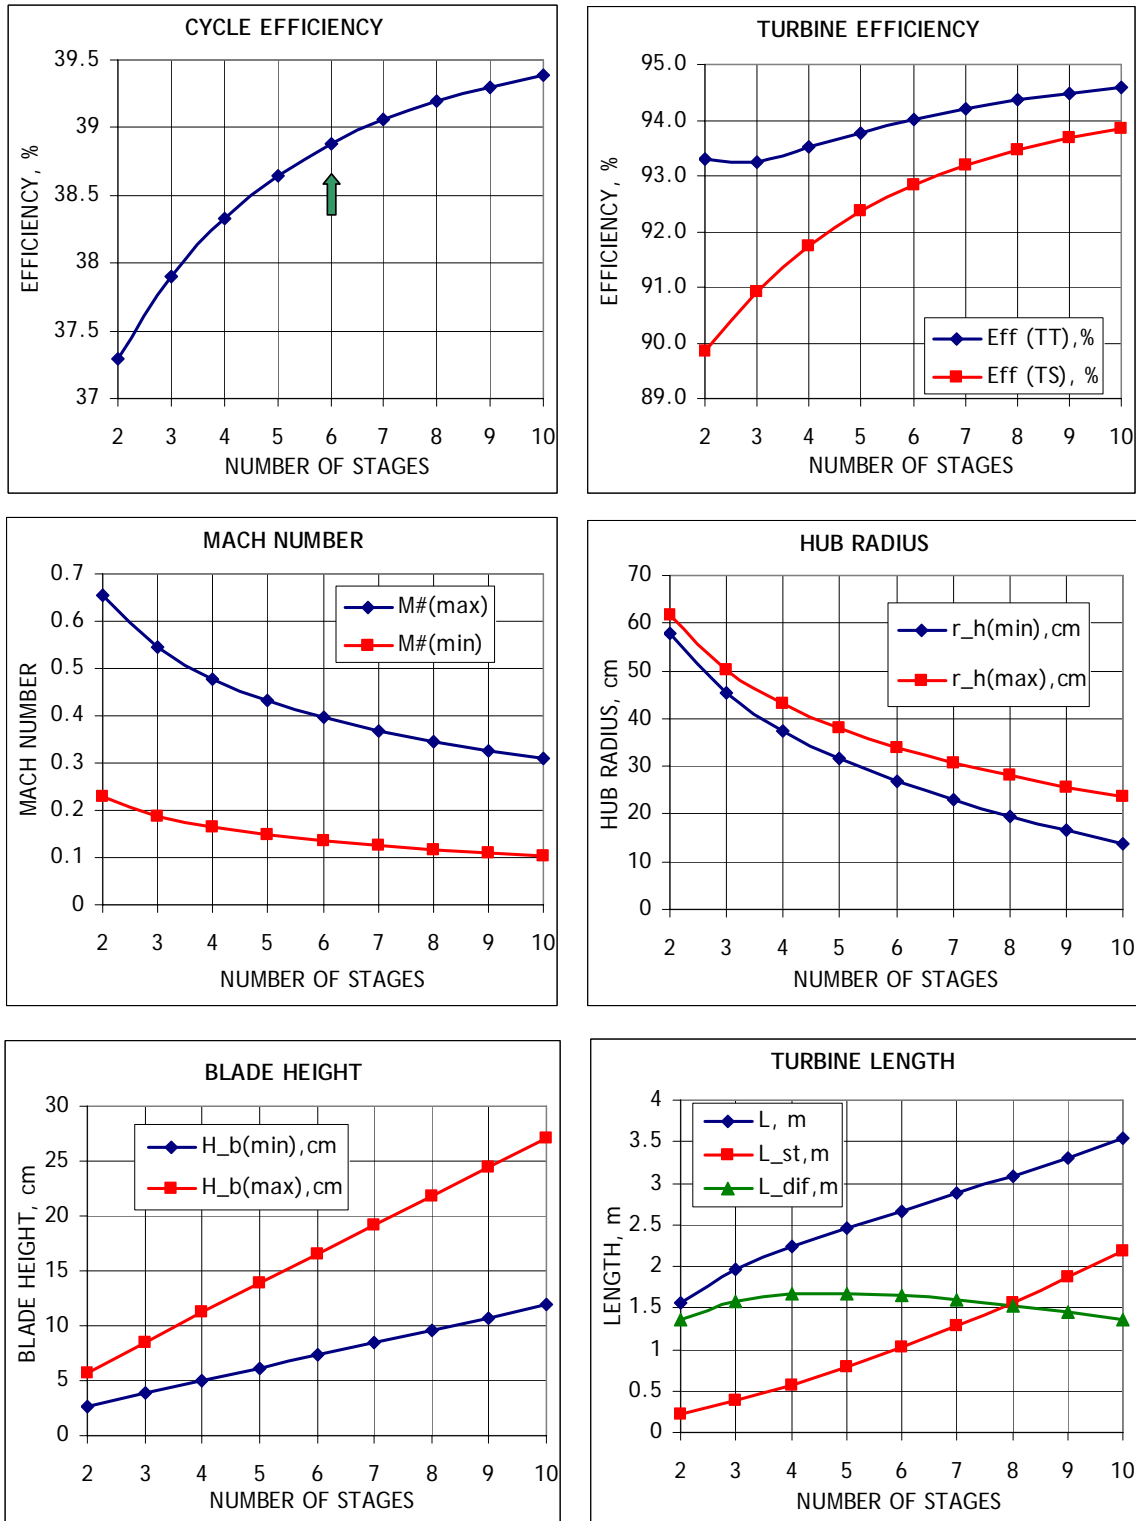 CYCLE EFFICIENCY
39.5
39
38.5
38
37.5
37
EFFICIENCY, %
2 3 4 5 6 7 8 9 10
NUMBER OF STAGES
TURBINE EFFICIENCY
95.0
94.0
93.0
92.0
91.0
90.0
89.0
EFFICIENCY, %
Eff (TT),%
Eff (TS), %
2 3 4 5 6 7 8 9 10
NUMBER OF STAGES
MACH NUMBER
0.7
0.6
0.5
0.4
0.3
0.2
0.1
0
MACH NUMBER
M#(max)
M#(min)
2 3 4 5 6 7 8 9 10
NUMBER OF STAGES
HUB RADIUS
70
60
50
40
30
20
10
0
HUB RADIUS, cm
r_h(min),cm
r_h(max),cm
2 3 4 5 6 7 8 9 10
NUMBER OF STAGES
BLADE HEIGHT
30
25
20
15
10
5
0
BLADE HEIGHT, cm
H_b(min),cm
H_b(max),cm
2 3 4 5 6 7 8 9 10
NUMBER OF STAGES
TURBINE LENGTH
4
3.5
3
2.5
2
1.5
1
0.5
0
LENGTH, m
L, m
L_st,m
L_dif,m
2 3 4 5 6 7 8 9 10
NUMBER OF STAGES